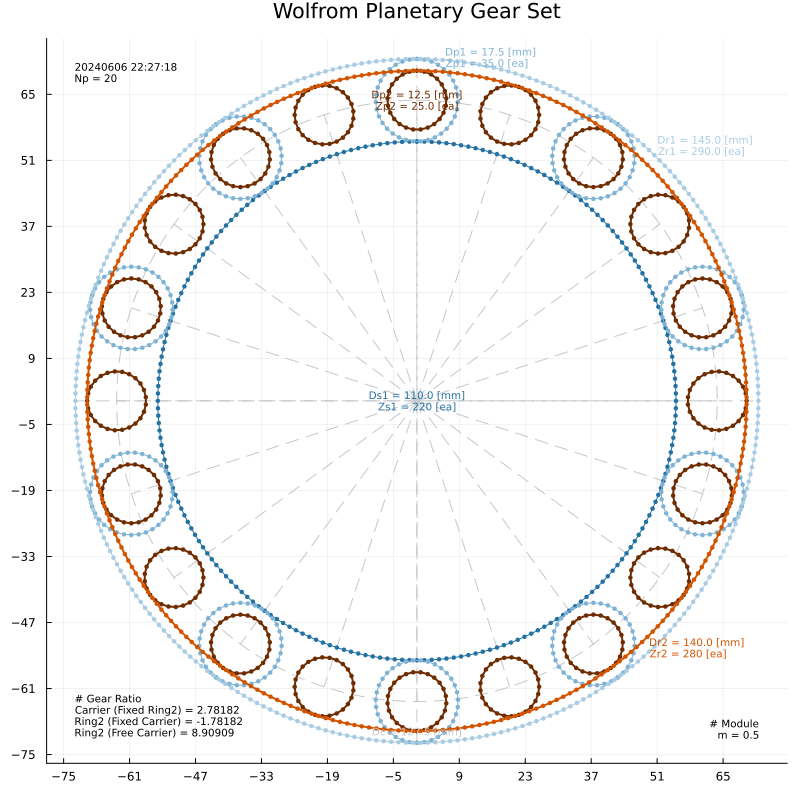 Wolfrom Planetary Gear Set
20240606 22:27:18
Np = 20
Dp1 = 17.5 [mm]
Zp1 = 35.0 [ea]
Dp2 = 12.5 [mm]
Zp2 = 25.0 [ea]
Dr1 = 145.0 [mm]
Zr1 = 290.0 [ea]
Ds1 = 110.0 [mm]
Zs1 = 220 [ea]
Dr2 = 140.0 [mm]
Zr2 = 280 [ea]
# Gear Ratio
Carrier (Fixed Ring2) = 2.78182
Ring2 (Fixed Carrier) = -1.78182
Ring2 (Free Carrier) = 8.90909
# Module
m = 0.5
65
51
37
23
9
−5
−19
−33
−47
−61
−75
−75 −61 −47 −33 −19 −5 9 23 37 51 65